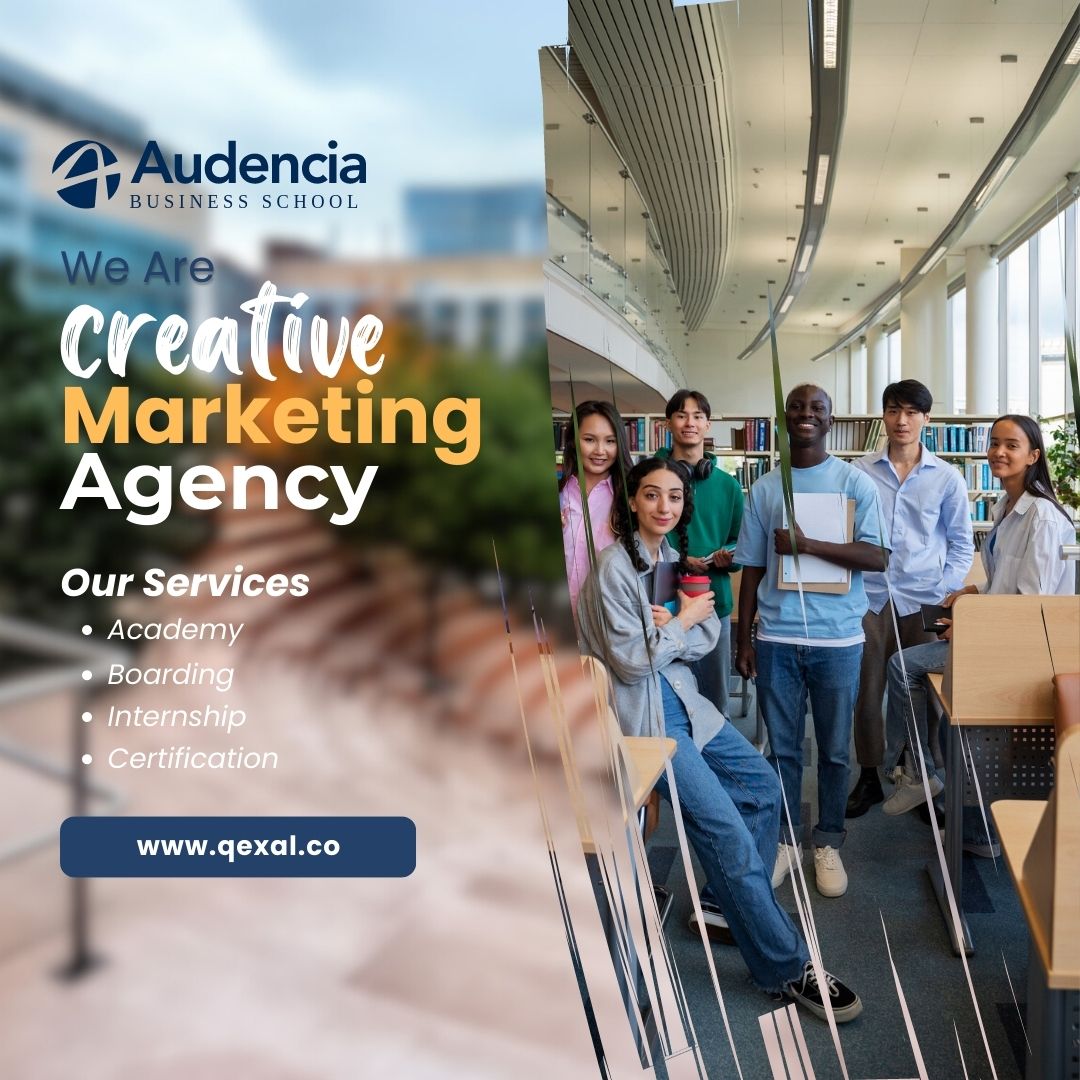 Audencia
BUSINESS SCHOOL
We Are
creative
Marketing
Agency
Our Services
• Academy
• Boarding
• Internship
• Certification
www.qexal.co